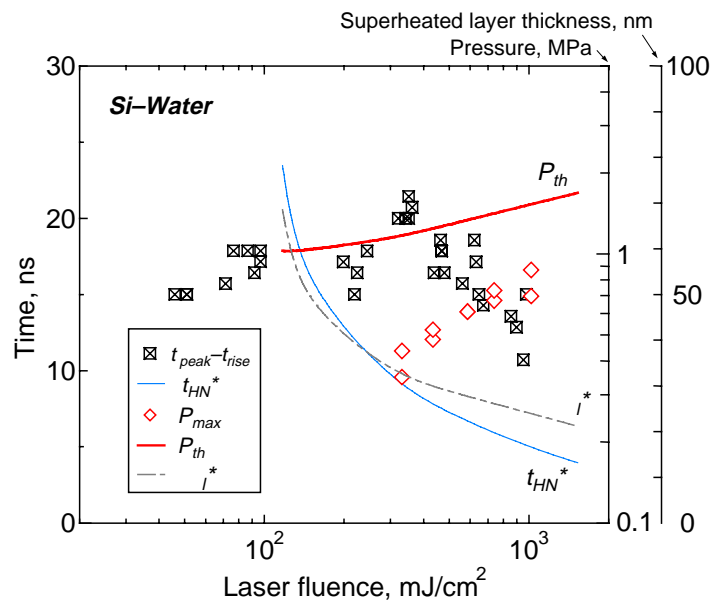 Superheated layer thickness, nm
Pressure, MPa
30
100
Si–Water
P_th
20
1
50
Time, ns
t_peak–t_rise
t_HN*
10
P_max
P_th
l*
l*
t_HN*
0
0.1
0
10^2
10^3
Laser fluence, mJ/cm^2